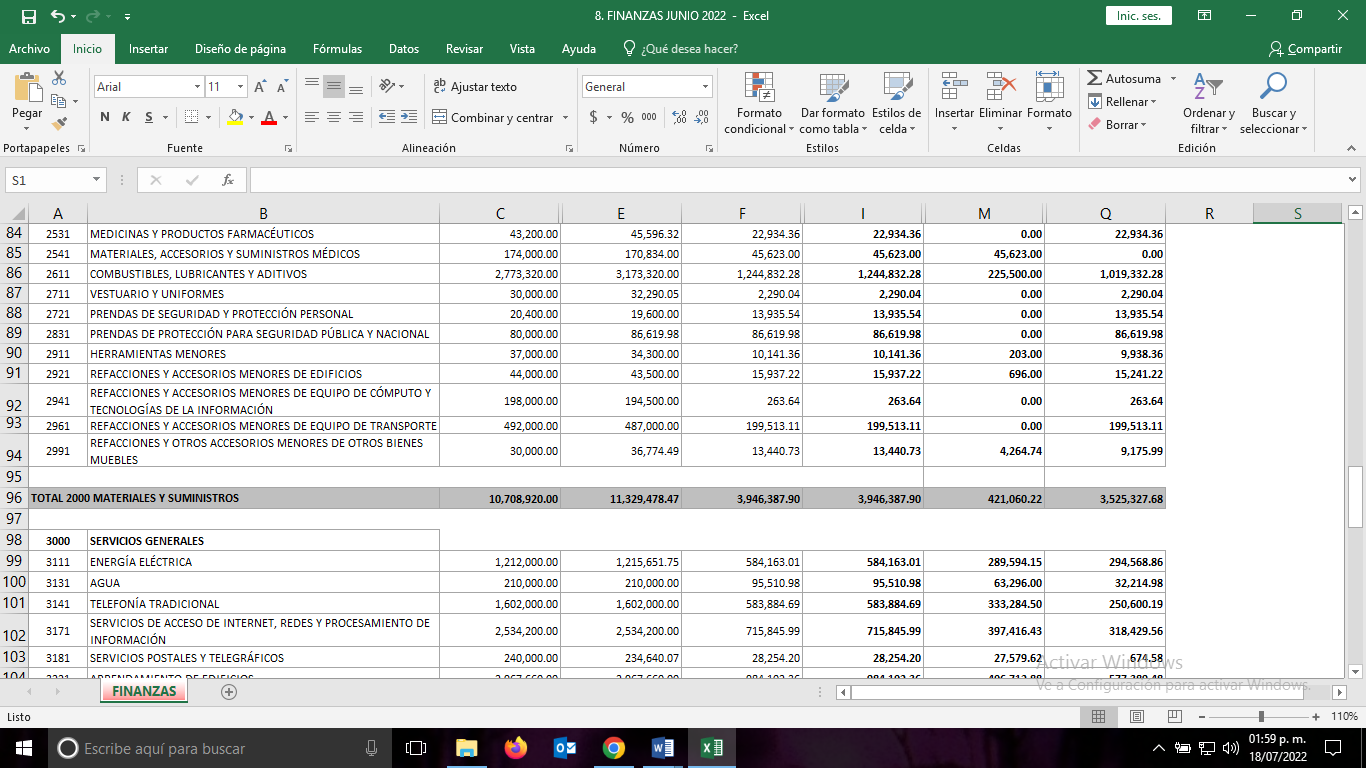 8. FINANZAS JUNIO 2022 - Excel
Inic. ses.
Archivo Inicio Insertar Diseño de página Fórmulas Datos Revisar Vista Ayuda ¿Qué desea hacer? Compartir
Pegar
Arial 11
N K S
Ajustar texto
Combinar y centrar
General
$ % 000
Formato condicional
Dar formato como tabla
Estilos de celda
Insertar Eliminar Formato
Autosuma
Rellenar
Borrar
Ordenar y filtrar
Buscar y seleccionar
Portapapeles Fuente Alineación Número Estilos Celdas Edición
S1 fx
A B C E F I M Q R S
84 2531 MEDICINAS Y PRODUCTOS FARMACÉUTICOS 43,200.00 45,596.32 22,934.36 22,934.36 0.00 22,934.36
85 2541 MATERIALES, ACCESORIOS Y SUMINISTROS MÉDICOS 174,000.00 170,834.00 45,623.00 45,623.00 45,623.00 0.00
86 2611 COMBUSTIBLES, LUBRICANTES Y ADITIVOS 2,773,320.00 3,173,320.00 1,244,832.28 1,244,832.28 225,500.00 1,019,332.28
87 2711 VESTUARIO Y UNIFORMES 30,000.00 32,290.05 2,290.04 2,290.04 0.00 2,290.04
88 2721 PRENDAS DE SEGURIDAD Y PROTECCIÓN PERSONAL 20,400.00 19,600.00 13,935.54 13,935.54 0.00 13,935.54
89 2831 PRENDAS DE PROTECCIÓN PARA SEGURIDAD PÚBLICA Y NACIONAL 80,000.00 86,619.98 86,619.98 86,619.98 0.00 86,619.98
90 2911 HERRAMIENTAS MENORES 37,000.00 34,300.00 10,141.36 10,141.36 203.00 9,938.36
91 2921 REFACCIONES Y ACCESORIOS MENORES DE EDIFICIOS 44,000.00 43,500.00 15,937.22 15,937.22 696.00 15,241.22
92 2941 REFACCIONES Y ACCESORIOS MENORES DE EQUIPO DE CÓMPUTO Y
TECNOLOGÍAS DE LA INFORMACIÓN 198,000.00 194,500.00 263.64 263.64 0.00 263.64
93 2961 REFACCIONES Y ACCESORIOS MENORES DE EQUIPO DE TRANSPORTE 492,000.00 487,000.00 199,513.11 199,513.11 0.00 199,513.11
94 2991 REFACCIONES Y OTROS ACCESORIOS MENORES DE OTROS BIENES
MUEBLES 30,000.00 36,774.49 13,440.73 13,440.73 4,264.74 9,175.99
95
96 TOTAL 2000 MATERIALES Y SUMINISTROS 10,708,920.00 11,329,478.47 3,946,387.90 3,946,387.90 421,060.22 3,525,327.68
97
98 3000 SERVICIOS GENERALES
99 3111 ENERGÍA ELÉCTRICA 1,212,000.00 1,215,651.75 584,163.01 584,163.01 289,594.15 294,568.86
100 3131 AGUA 210,000.00 210,000.00 95,510.98 95,510.98 63,296.00 32,214.98
101 3141 TELEFONÍA TRADICIONAL 1,602,000.00 1,602,000.00 583,884.69 583,884.69 333,284.50 250,600.19
102 3171 SERVICIOS DE ACCESO DE INTERNET, REDES Y PROCESAMIENTO DE
INFORMACIÓN 2,534,200.00 2,534,200.00 715,845.99 715,845.99 397,416.43 318,429.56
103 3181 SERVICIOS POSTALES Y TELEGRÁFICOS 240,000.00 234,640.07 28,254.20 28,254.20 27,579.62 674.58
Activar Windows
Ve a Configuración para activar Windows.
FINANZAS
Listo 110%
Escribe aquí para buscar
01:59 p. m.
18/07/2022